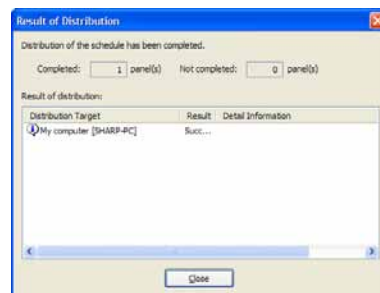 Result of Distribution
Distribution of the schedule has been completed.
Completed: 1 panel(s) Not completed: 0 panel(s)
Result of distribution:
Distribution Target Result Detail Information
My computer [SHARP-PC] Succ...
Close